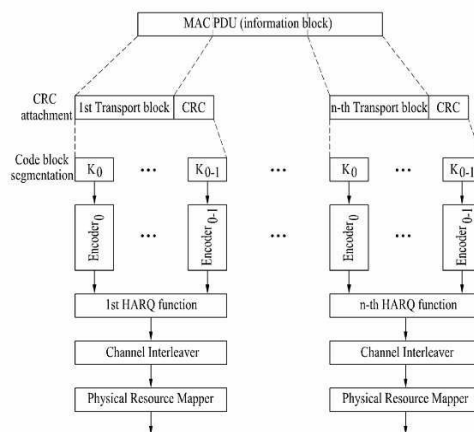 MAC PDU (information block)
CRC attachment
1st Transport block CRC
n-th Transport block CRC
Code block segmentation
K0 ... K0-1 ... K0 ... K0-1
Encoder0 ... Encoder0-1 ... Encoder0 ... Encoder0-1
1st HARQ function
n-th HARQ function
Channel Interleaver
Channel Interleaver
Physical Resource Mapper
Physical Resource Mapper